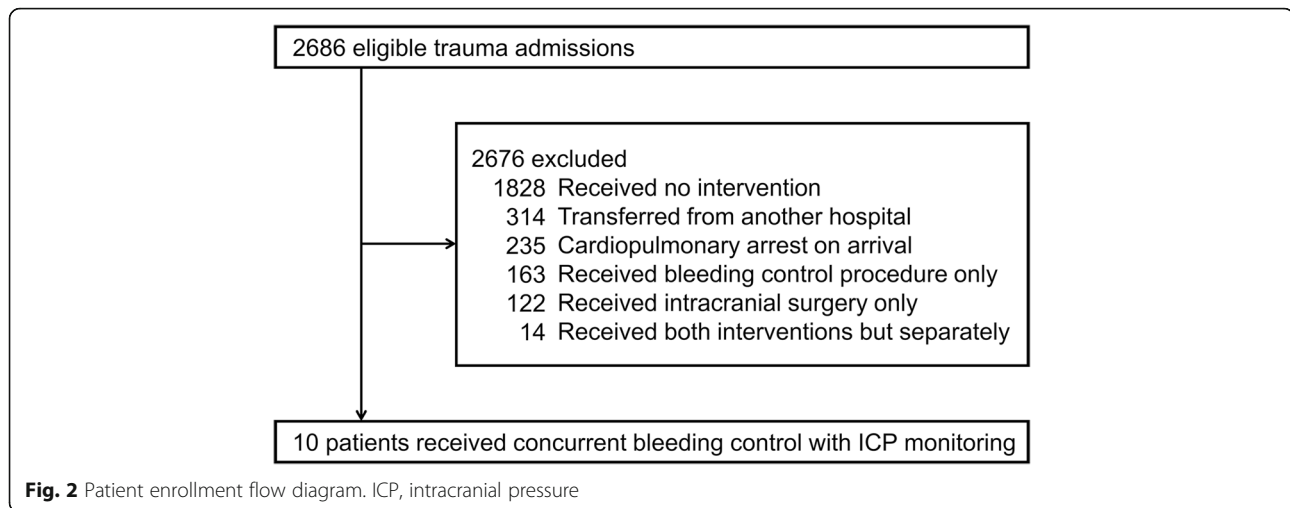 2686 eligible trauma admissions
2676 excluded
1828 Received no intervention
314 Transferred from another hospital
235 Cardiopulmonary arrest on arrival
163 Received bleeding control procedure only
122 Received intracranial surgery only
14 Received both interventions but separately
10 patients received concurrent bleeding control with ICP monitoring
Fig. 2 Patient enrollment flow diagram. ICP, intracranial pressure